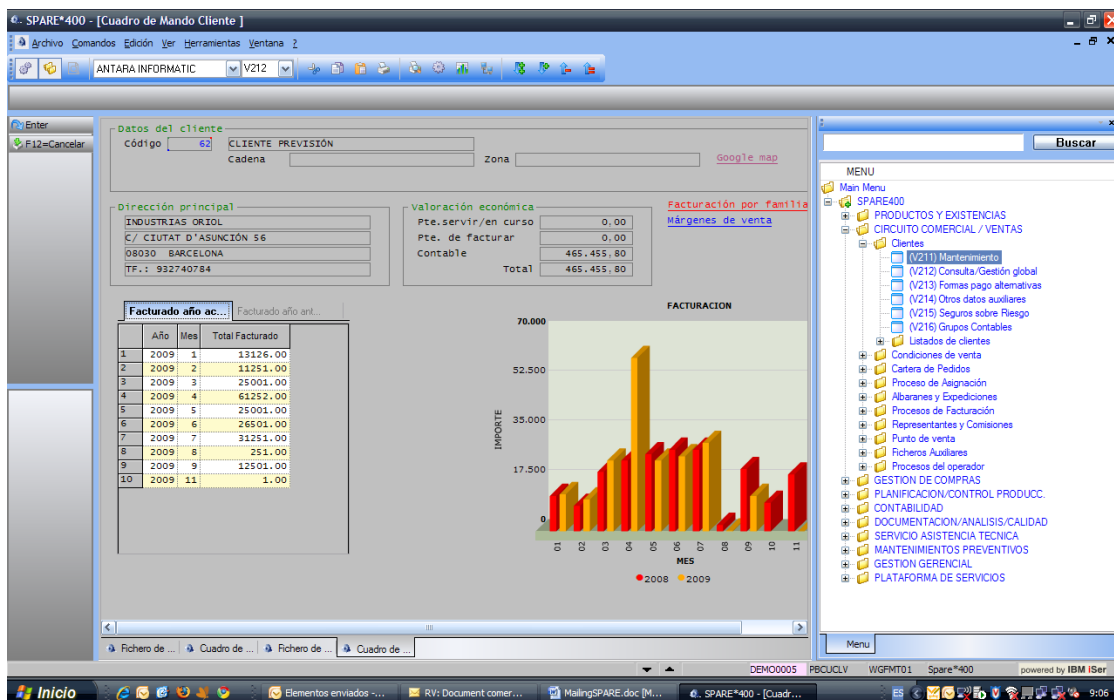 SPARE*400 - [Cuadro de Mando Cliente ]
Archivo Comandos Edición Ver Herramientas Ventana ?
ANTARA INFORMATIC V212
Enter
F12=Cancelar
Datos del cliente
Código 62 CLIENTE PREVISIÓN
Cadena Zona Google map
Dirección principal
INDUSTRIAS ORIOL
C/ CIUTAT D'ASUNCIÓN 56
08030 BARCELONA
TF.: 932740784
Valoración económica
Pte.servir/en curso 0,00
Pte. de facturar 0,00
Contable 465.455,80
Total 465.455,80
Facturación por familia
Márgenes de venta
Facturado año ac... Facturado año ant...
Año Mes Total Facturado
1 2009 1 13126.00
2 2009 2 11251.00
3 2009 3 25001.00
4 2009 4 61252.00
5 2009 5 25001.00
6 2009 6 26501.00
7 2009 7 31251.00
8 2009 8 251.00
9 2009 9 12501.00
10 2009 11 1.00
FACTURACION
70.000
52.500
35.000
17.500
0
IMPORTE
01 02 03 04 05 06 07 08 09 10 11
MES
2008 2009
Buscar
MENU
Main Menu
SPARE400
PRODUCTOS Y EXISTENCIAS
CIRCUITO COMERCIAL / VENTAS
Clientes
(V211) Mantenimiento
(V212) Consulta/Gestión global
(V213) Formas pago alternativas
(V214) Otros datos auxiliares
(V215) Seguros sobre Riesgo
(V216) Grupos Contables
Listados de clientes
Condiciones de venta
Cartera de Pedidos
Proceso de Asignación
Albaranes y Expediciones
Procesos de Facturación
Representantes y Comisiones
Punto de venta
Ficheros Auxiliares
Procesos del operador
GESTION DE COMPRAS
PLANIFICACION/CONTROL PRODUCC.
CONTABILIDAD
DOCUMENTACION/ANALISIS/CALIDAD
SERVICIO ASISTENCIA TECNICA
MANTENIMIENTOS PREVENTIVOS
GESTION GERENCIAL
PLATAFORMA DE SERVICIOS
Menu
Fichero de ... Cuadro de ... Fichero de ... Cuadro de ...
DEMO0005 PBCUCLV WGFMT01 Spare*400 powered by IBM iSer
Inicio Elementos enviados -... RV: Document comer... MailingSPARE.doc [M... SPARE*400 - [Cuadr... ES 9:05